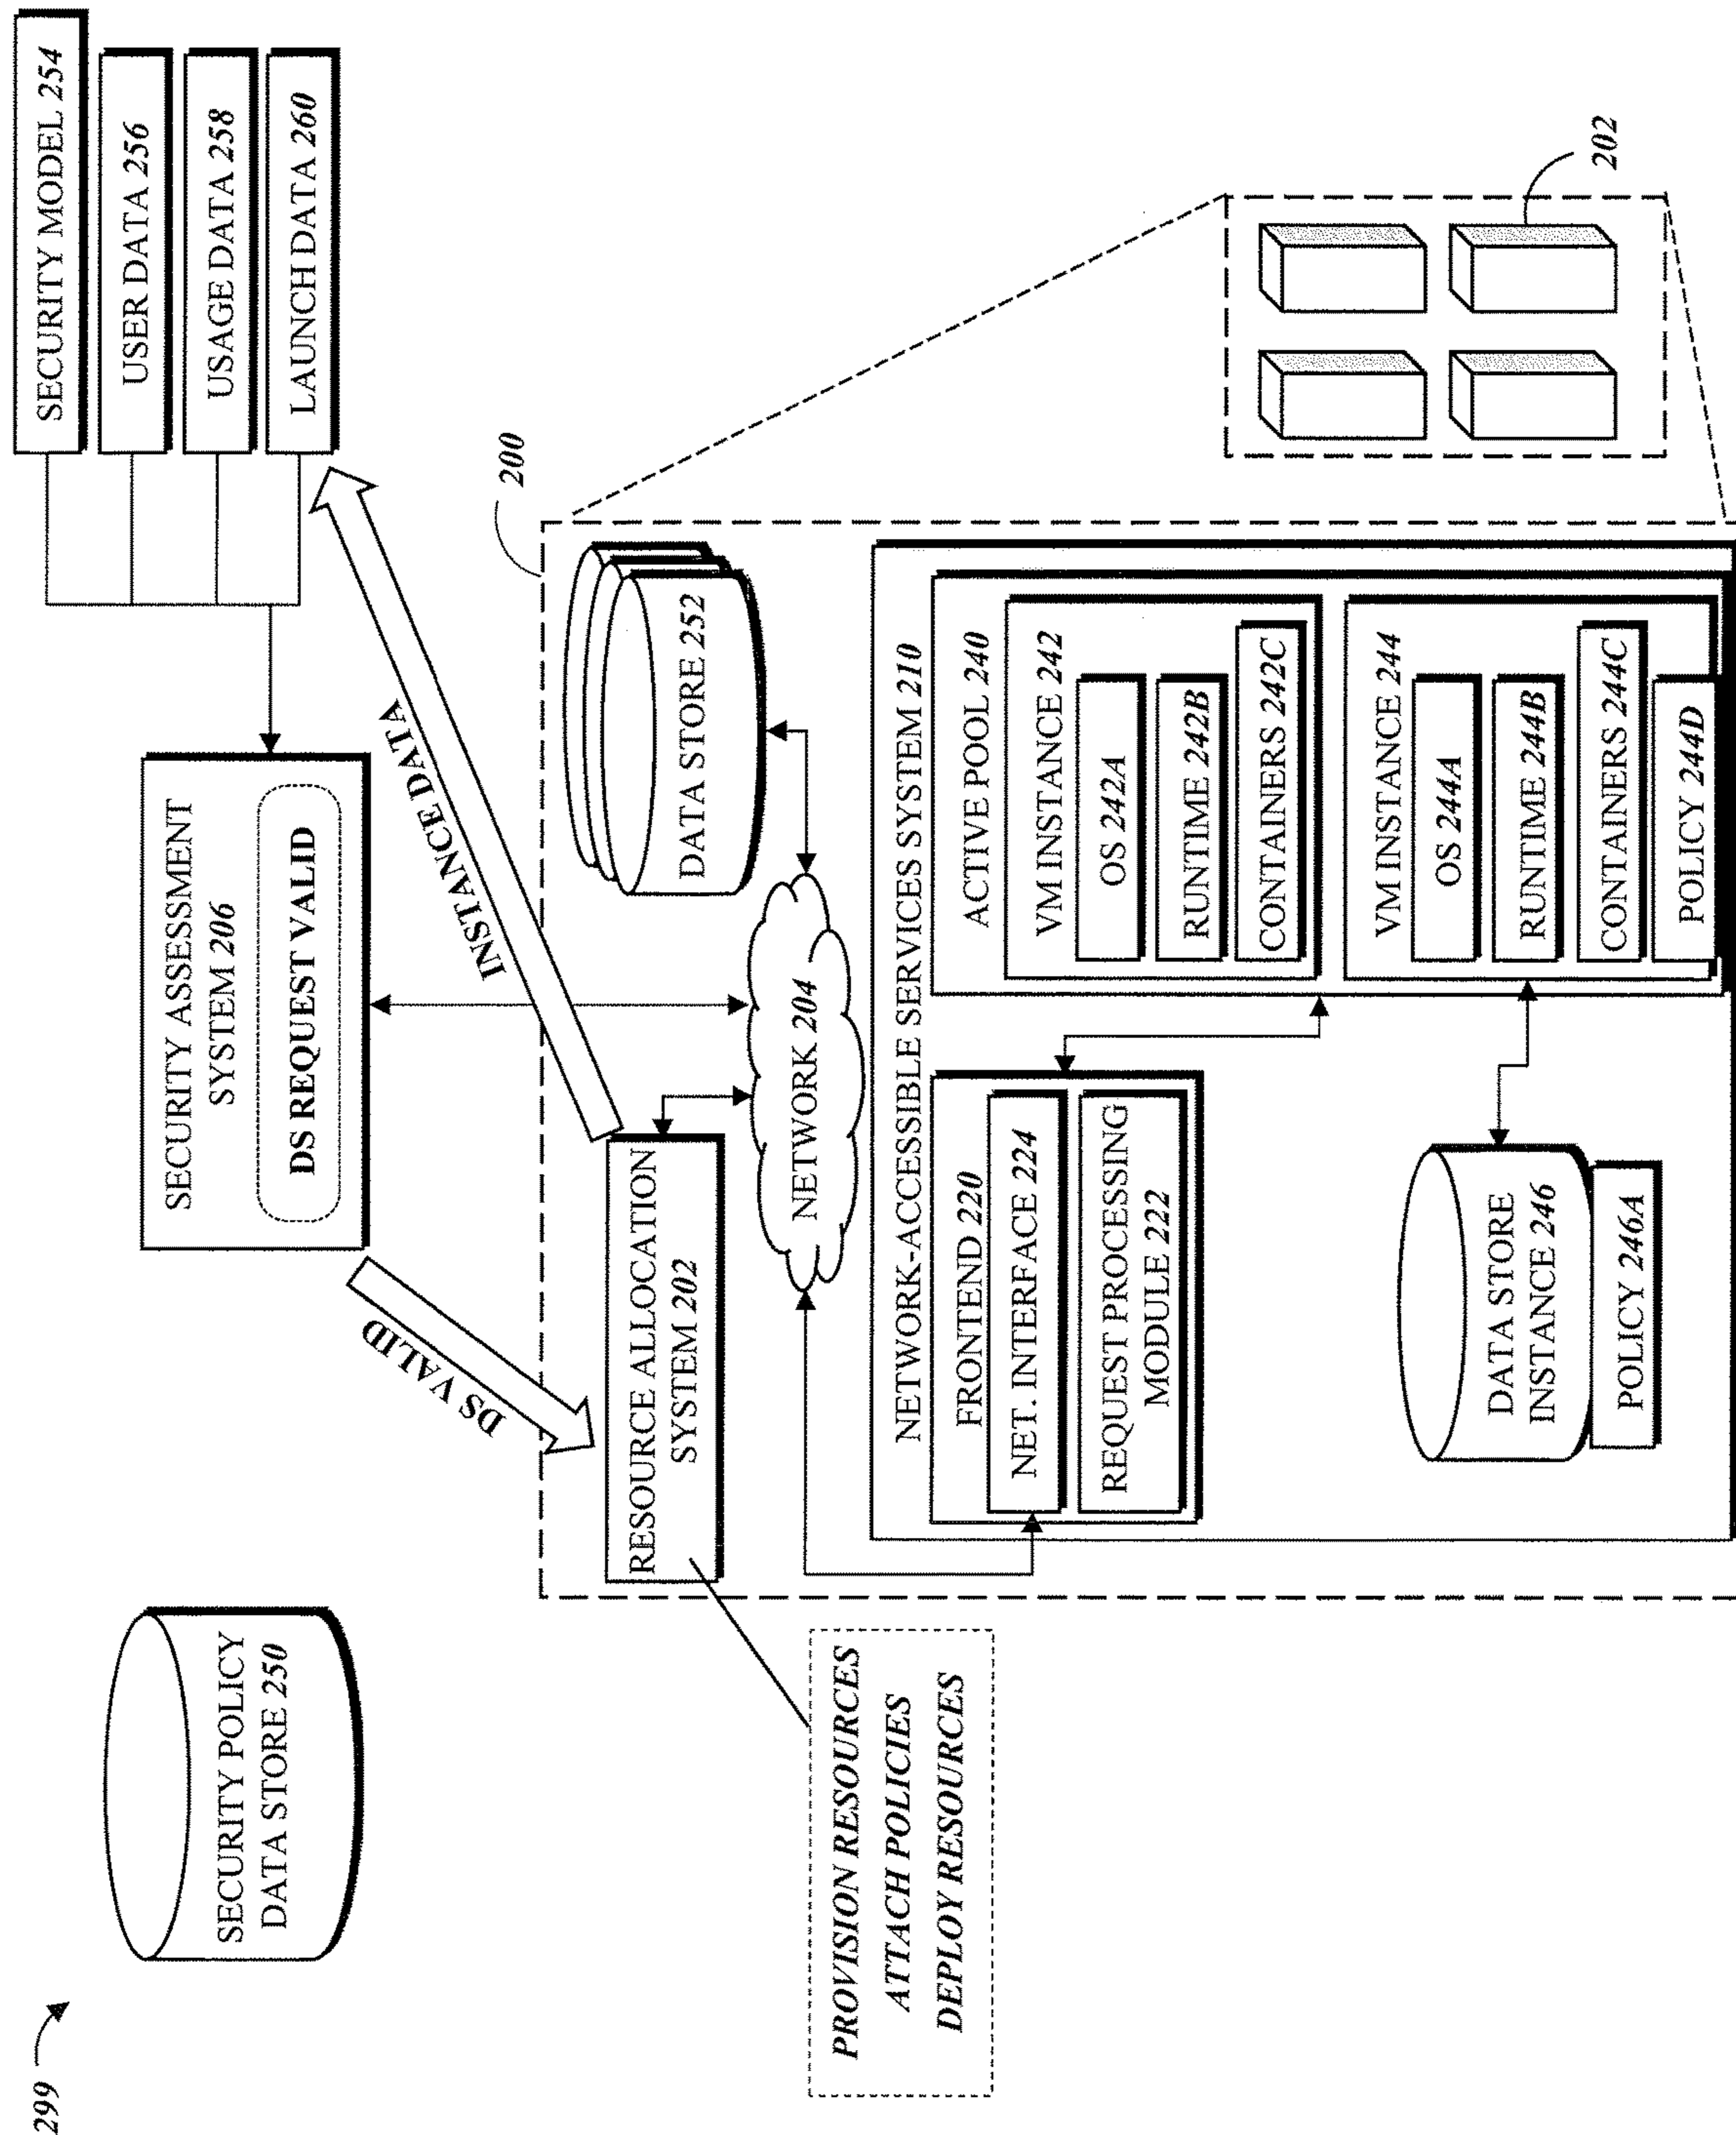 299
SECURITY POLICY
DATA STORE 250
SECURITY ASSESSMENT
SYSTEM 206
DS REQUEST VALID
SECURITY MODEL 254
USER DATA 256
USAGE DATA 258
LAUNCH DATA 260
DS VALID
INSTANCE DATA
200
RESOURCE ALLOCATION
SYSTEM 202
DATA STORE 252
NETWORK 204
PROVISION RESOURCES
ATTACH POLICIES
DEPLOY RESOURCES
NETWORK-ACCESSIBLE SERVICES SYSTEM 210
FRONTEND 220
NET. INTERFACE 224
REQUEST PROCESSING
MODULE 222
ACTIVE POOL 240
VM INSTANCE 242
OS 242A
RUNTIME 242B
CONTAINERS 242C
VM INSTANCE 244
OS 244A
RUNTIME 244B
CONTAINERS 244C
POLICY 244D
DATA STORE
INSTANCE 246
POLICY 246A
202